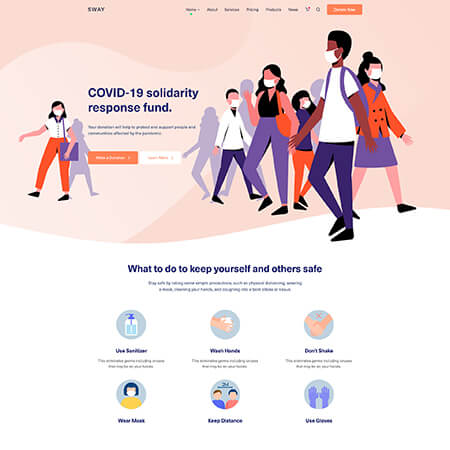 SWAY
Home About Services Pricing Products News Donate Now
COVID-19 solidarity
response fund.
Your donation will help to protect and support people and
communities affected by the pandemic.
Make a Donation Learn More
What to do to keep yourself and others safe
Stay safe by taking some simple precautions, such as physical distancing, wearing
a mask, cleaning your hands, and coughing into a bent elbow or tissue.
Use Sanitizer Wash Hands Don't Shake
This eliminates germs including viruses This eliminates germs including viruses This eliminates germs including viruses
that may be on your hands. that may be on your hands. that may be on your hands.
2M
Wear Mask Keep Distance Use Gloves